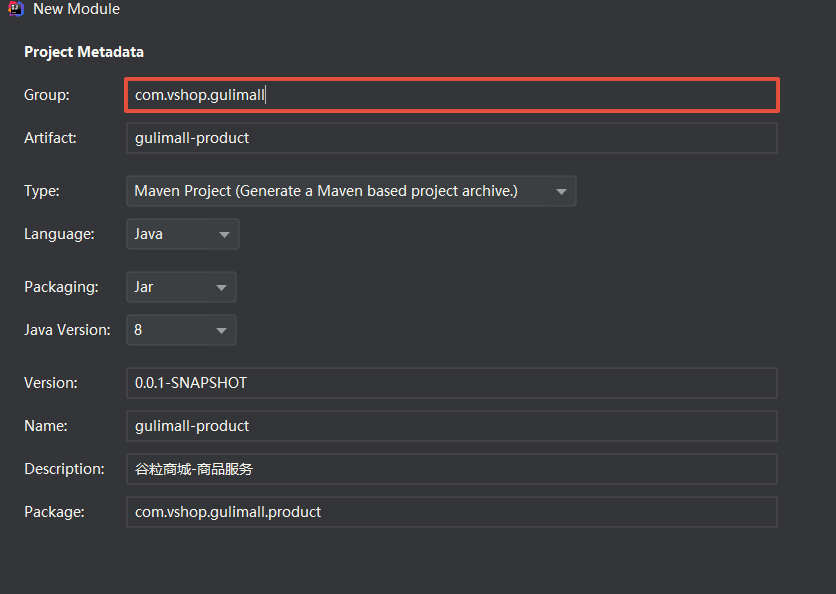 New Module
Project Metadata
Group: com.vshop.gulimall
Artifact: gulimall-product
Type: Maven Project (Generate a Maven based project archive.)
Language: Java
Packaging: Jar
Java Version: 8
Version: 0.0.1-SNAPSHOT
Name: gulimall-product
Description: 谷粒商城-商品服务
Package: com.vshop.gulimall.product